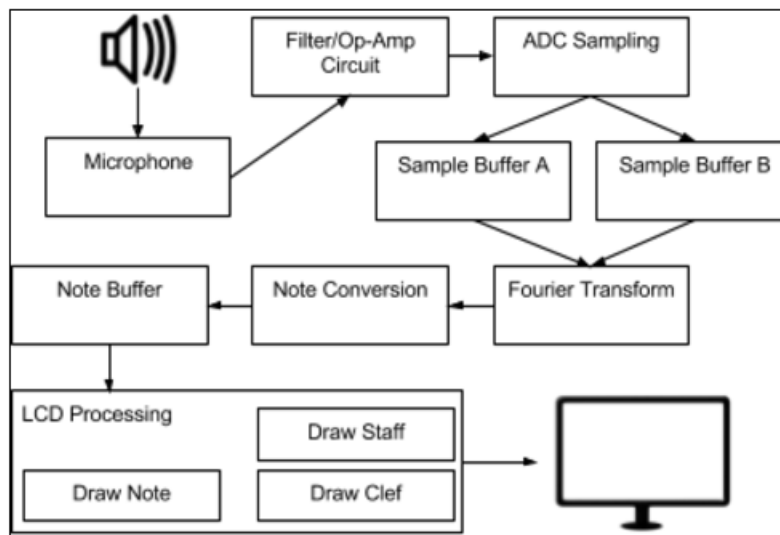 Filter/Op-Amp
Circuit
ADC Sampling
Microphone
Sample Buffer A
Sample Buffer B
Note Buffer
Note Conversion
Fourier Transform
LCD Processing
Draw Staff
Draw Note
Draw Clef